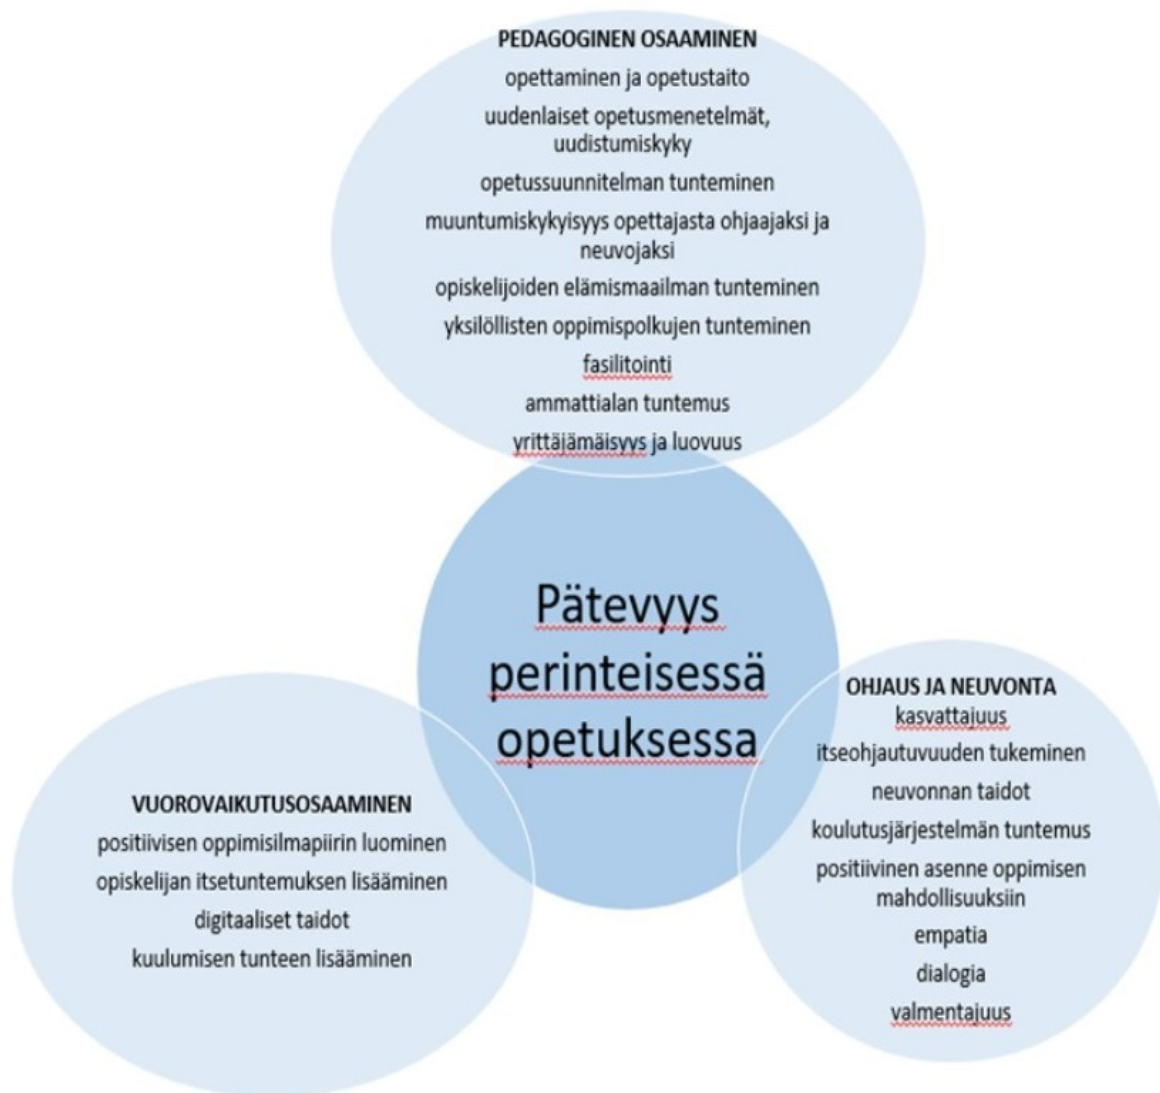 PEDAGOGINEN OSAAMINEN
opettaminen ja opetustaito
uudenlaiset opetusmenetelmät,
uudistumiskyky
opetussuunnitelman tunteminen
muuntumiskykyisyys opettajasta ohjaajaksi ja
neuvojaksi
opiskelijoiden elämismaailman tunteminen
yksilöllisten oppimispolkujen tunteminen
fasilitointi
ammattialan tuntemus
yrittäjämäisyys ja luovuus
Pätevyys
perinteisessä
opetuksessa
VUOROVAIKUTUSOSAAMINEN
positiivisen oppimisilmapiirin luominen
opiskelijan itsetuntemuksen lisääminen
digitaaliset taidot
kuulumisen tunteen lisääminen
OHJAUS JA NEUVONTA
kasvattajuus
itseohjautuvuuden tukeminen
neuvonnan taidot
koulutusjärjestelmän tuntemus
positiivinen asenne oppimisen
mahdollisuuksiin
empatia
dialogia
valmentajuus